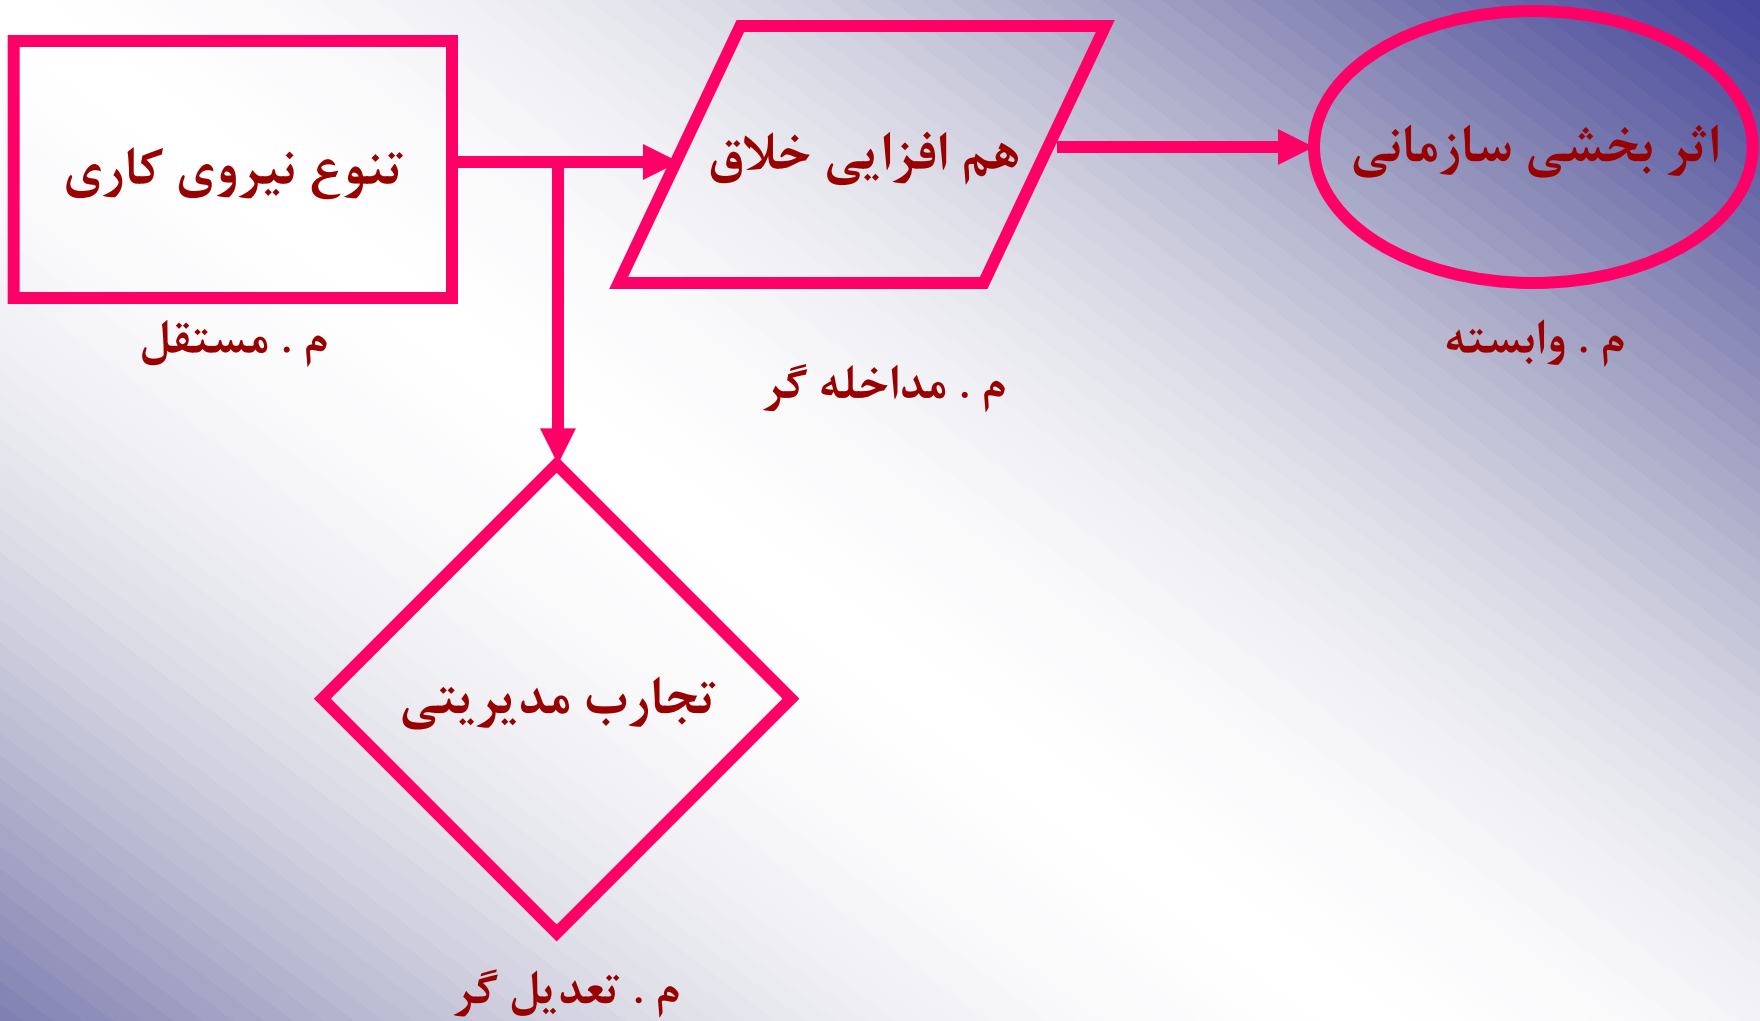 تنوع نیروی کاری
م . مستقل
هم افزایی خلاق
م . مداخله گر
اثر بخشی سازمانی
م . وابسته
تجارب مدیریتی
م . تعدیل گر